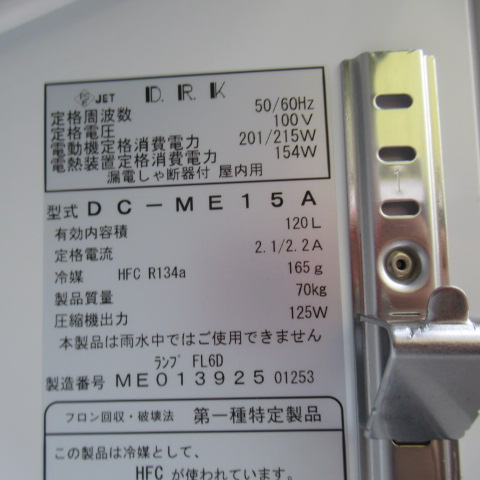 PSE JET D.R.K
定格周波数 50/60Hz
定格電圧 100V
電動機定格消費電力 201/215W
電熱装置定格消費電力 154W
漏電しゃ断器付 屋内用
型式 DC-ME15A
有効内容積 120L
定格電流 2.1/2.2A
冷媒 HFC R134a 165g
製品質量 70kg
圧縮機出力 125W
本製品は雨水中ではご使用できません
ランプ FL6D
製造番号 ME013925 01253
フロン回収・破壊法 第一種特定製品
この製品は冷媒として、
HFC が使われています。